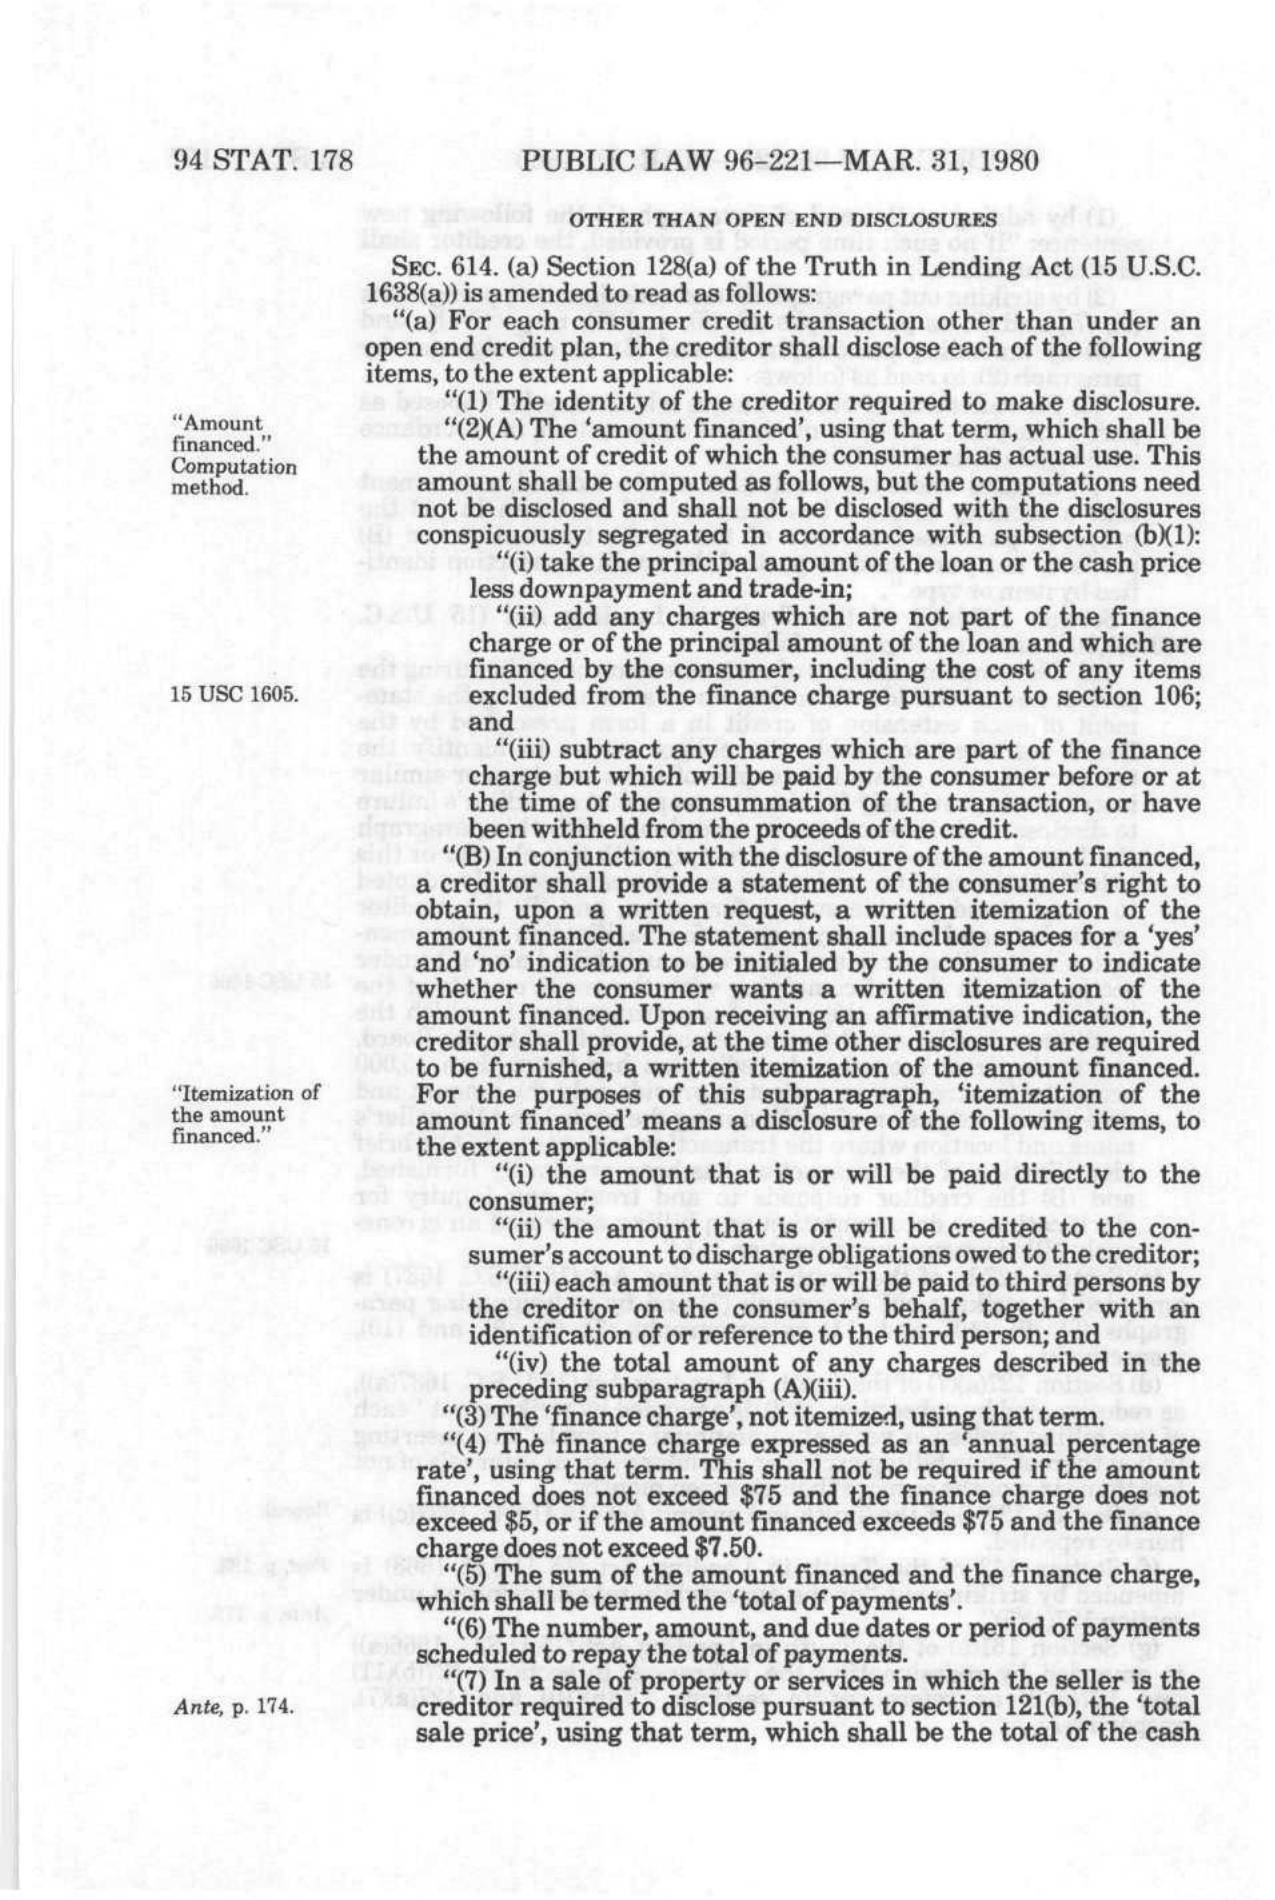 94 STAT. 178
PUBLIC LAW 96-221—MAR. 31, 1980
OTHER THAN OPEN END DISCLOSURES
SEC. 614. (a) Section 128(a) of the Truth in Lending Act (15 U.S.C.
1638(a)) is amended to read as follows:
“(a) For each consumer credit transaction other than under an
open end credit plan, the creditor shall disclose each of the following
items, to the extent applicable:
“(1) The identity of the creditor required to make disclosure.
“Amount
financed.”
Computation
method.
“(2)(A) The ‘amount financed’, using that term, which shall be
the amount of credit of which the consumer has actual use. This
amount shall be computed as follows, but the computations need
not be disclosed and shall not be disclosed with the disclosures
conspicuously segregated in accordance with subsection (b)(1):
“(i) take the principal amount of the loan or the cash price
less downpayment and trade-in;
“(ii) add any charges which are not part of the finance
charge or of the principal amount of the loan and which are
financed by the consumer, including the cost of any items
15 USC 1605.
excluded from the finance charge pursuant to section 106;
and
“(iii) subtract any charges which are part of the finance
charge but which will be paid by the consumer before or at
the time of the consummation of the transaction, or have
been withheld from the proceeds of the credit.
“(B) In conjunction with the disclosure of the amount financed,
a creditor shall provide a statement of the consumer’s right to
obtain, upon a written request, a written itemization of the
amount financed. The statement shall include spaces for a ‘yes’
and ‘no’ indication to be initialed by the consumer to indicate
whether the consumer wants a written itemization of the
amount financed. Upon receiving an affirmative indication, the
creditor shall provide, at the time other disclosures are required
to be furnished, a written itemization of the amount financed.
“Itemization of
the amount
financed.”
For the purposes of this subparagraph, ‘itemization of the
amount financed’ means a disclosure of the following items, to
the extent applicable:
“(i) the amount that is or will be paid directly to the
consumer;
“(ii) the amount that is or will be credited to the con-
sumer’s account to discharge obligations owed to the creditor;
“(iii) each amount that is or will be paid to third persons by
the creditor on the consumer’s behalf, together with an
identification of or reference to the third person; and
“(iv) the total amount of any charges described in the
preceding subparagraph (A)(iii).
“(3) The ‘finance charge’, not itemized, using that term.
“(4) The finance charge expressed as an ‘annual percentage
rate’, using that term. This shall not be required if the amount
financed does not exceed $75 and the finance charge does not
exceed $5, or if the amount financed exceeds $75 and the finance
charge does not exceed $7.50.
“(5) The sum of the amount financed and the finance charge,
which shall be termed the ‘total of payments’.
“(6) The number, amount, and due dates or period of payments
scheduled to repay the total of payments.
“(7) In a sale of property or services in which the seller is the
Ante, p. 174.
creditor required to disclose pursuant to section 121(b), the ‘total
sale price’, using that term, which shall be the total of the cash